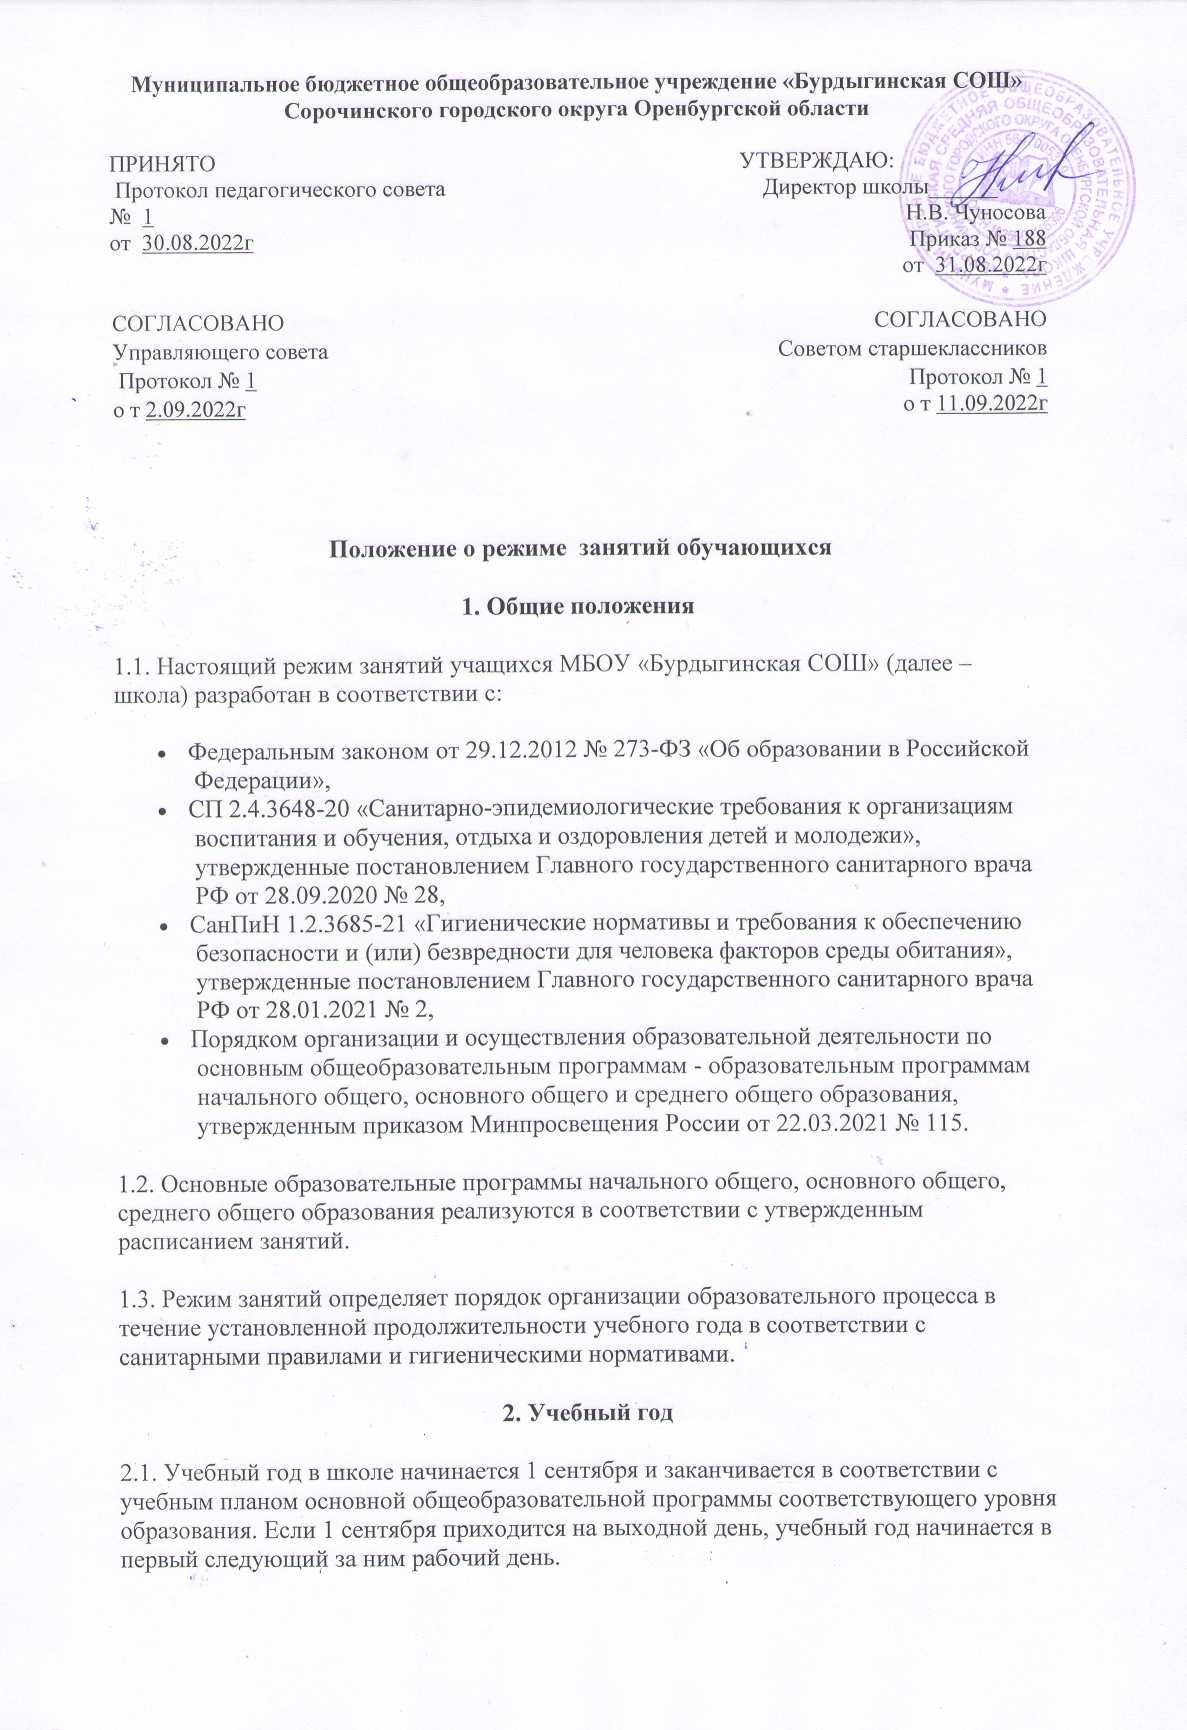 Муниципальное бюджетное общеобразовательное учреждение «Бурдыгинская СОШ»
Сорочинского городского округа Оренбургской области
ПРИНЯТО
Протокол педагогического совета
№ 1
от 30.08.2022г
УТВЕРЖДАЮ:
Директор школы
Н.В. Чуносова
Приказ № 188
от 31.08.2022г
СОГЛАСОВАНО
Управляющего совета
Протокол № 1
о т 2.09.2022г
СОГЛАСОВАНО
Советом старшеклассников
Протокол № 1
о т 11.09.2022г
Положение о режиме занятий обучающихся
1. Общие положения
1.1. Настоящий режим занятий учащихся МБОУ «Бурдыгинская СОШ» (далее –
школа) разработан в соответствии с:
• Федеральным законом от 29.12.2012 № 273-ФЗ «Об образовании в Российской
Федерации»,
• СП 2.4.3648-20 «Санитарно-эпидемиологические требования к организациям
воспитания и обучения, отдыха и оздоровления детей и молодежи»,
утвержденные постановлением Главного государственного санитарного врача
РФ от 28.09.2020 № 28,
• СанПиН 1.2.3685-21 «Гигиенические нормативы и требования к обеспечению
безопасности и (или) безвредности для человека факторов среды обитания»,
утвержденные постановлением Главного государственного санитарного врача
РФ от 28.01.2021 № 2,
• Порядком организации и осуществления образовательной деятельности по
основным общеобразовательным программам - образовательным программам
начального общего, основного общего и среднего общего образования,
утвержденным приказом Минпросвещения России от 22.03.2021 № 115.
1.2. Основные образовательные программы начального общего, основного общего,
среднего общего образования реализуются в соответствии с утвержденным
расписанием занятий.
1.3. Режим занятий определяет порядок организации образовательного процесса в
течение установленной продолжительности учебного года в соответствии с
санитарными правилами и гигиеническими нормативами.
2. Учебный год
2.1. Учебный год в школе начинается 1 сентября и заканчивается в соответствии с
учебным планом основной общеобразовательной программы соответствующего уровня
образования. Если 1 сентября приходится на выходной день, учебный год начинается в
первый следующий за ним рабочий день.